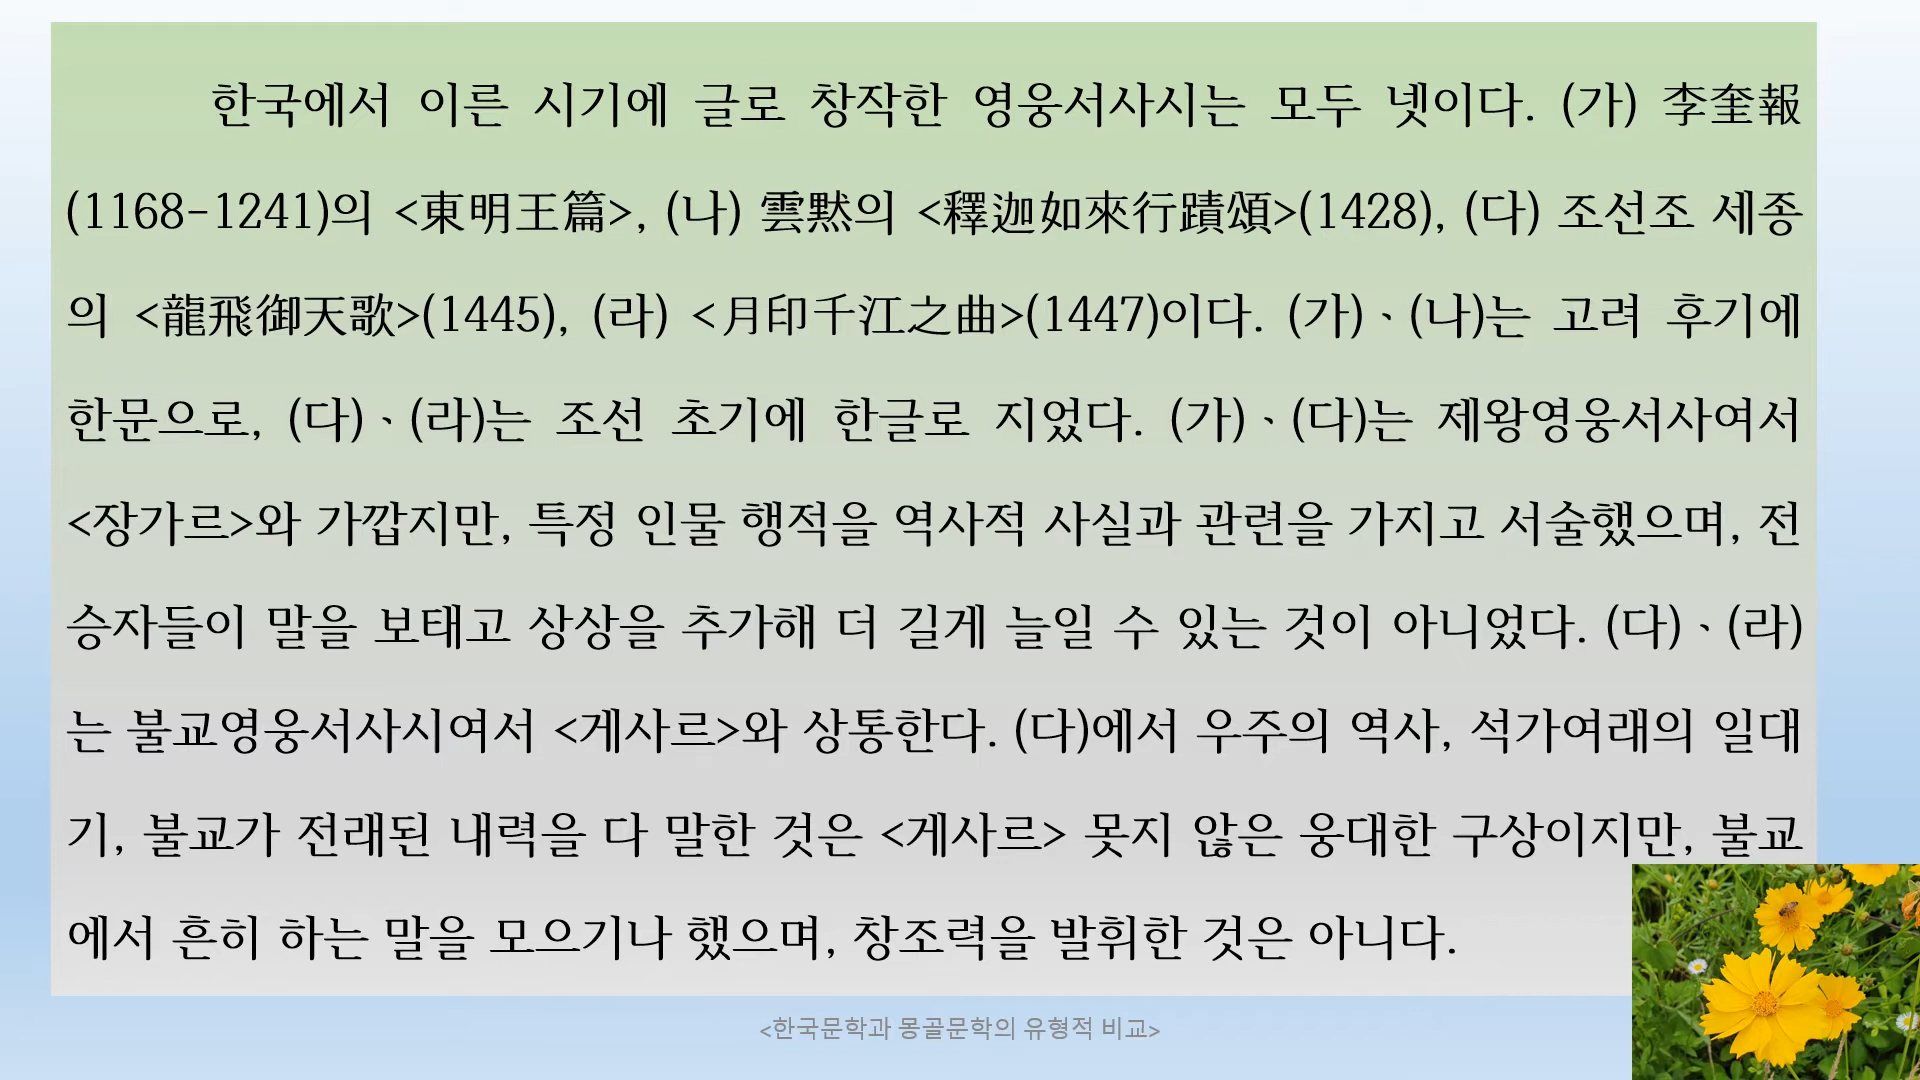 한국에서 이른 시기에 글로 창작한 영웅서사시는 모두 넷이다. (가) 李奎報
(1168-1241)의 <東明王篇>, (나) 雲黙의 <釋迦如來行蹟頌>(1428), (다) 조선조 세종
의 <龍飛御天歌>(1445), (라) <月印千江之曲>(1447)이다. (가)､(나)는 고려 후기에
한문으로, (다)､(라)는 조선 초기에 한글로 지었다. (가)､(다)는 제왕영웅서사여서
<장가르>와 가깝지만, 특정 인물 행적을 역사적 사실과 관련을 가지고 서술했으며, 전
승자들이 말을 보태고 상상을 추가해 더 길게 늘일 수 있는 것이 아니었다. (다)､(라)
는 불교영웅서사시여서 <게사르>와 상통한다. (다)에서 우주의 역사, 석가여래의 일대
기, 불교가 전래된 내력을 다 말한 것은 <게사르> 못지 않은 웅대한 구상이지만, 불교
에서 흔히 하는 말을 모으기나 했으며, 창조력을 발휘한 것은 아니다.
<한국문학과 몽골문학의 유형적 비교>